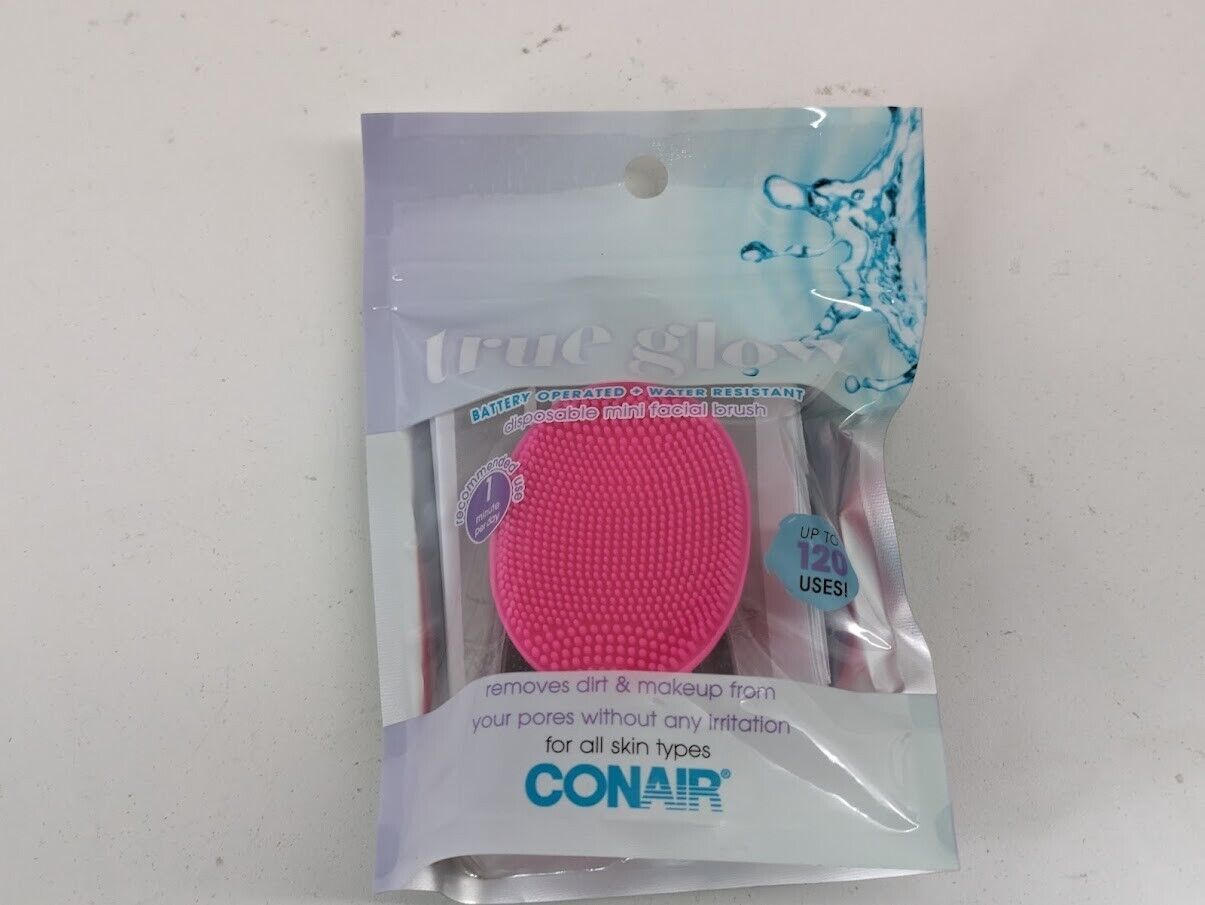 true glow
BATTERY OPERATED + WATER RESISTANT
disposable mini facial brush
recommended use
1
minute
per day
UP TO
120
USES!
removes dirt & makeup from
your pores without any irritation
for all skin types
CONAIR®